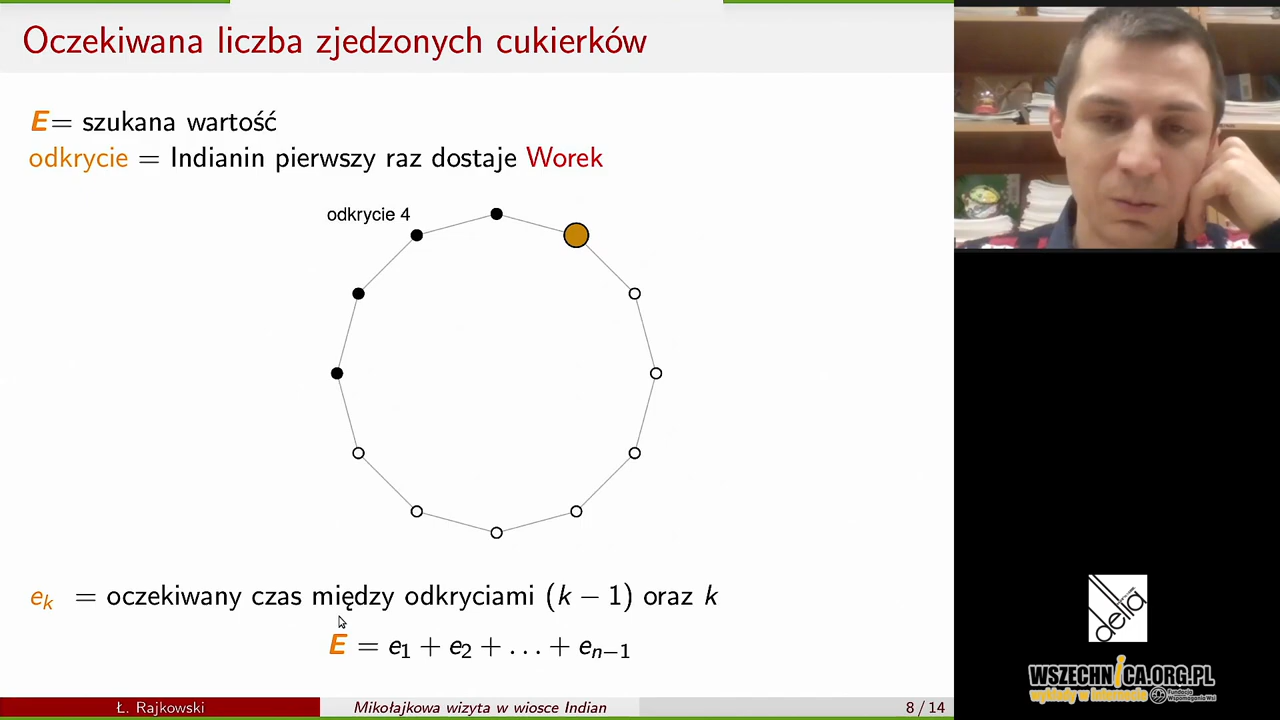 Oczekiwana liczba zjedzonych cukierków
E= szukana wartość
odkrycie = Indianin pierwszy raz dostaje Worek
odkrycie 4
e_k = oczekiwany czas między odkryciami (k − 1) oraz k
E = e_1 + e_2 + . . . + e_{n−1}
delta
WSZECHNICA.ORG.PL
wykłady w internecie
Ł. Rajkowski
Mikołajkowa wizyta w wiosce Indian
8 / 14